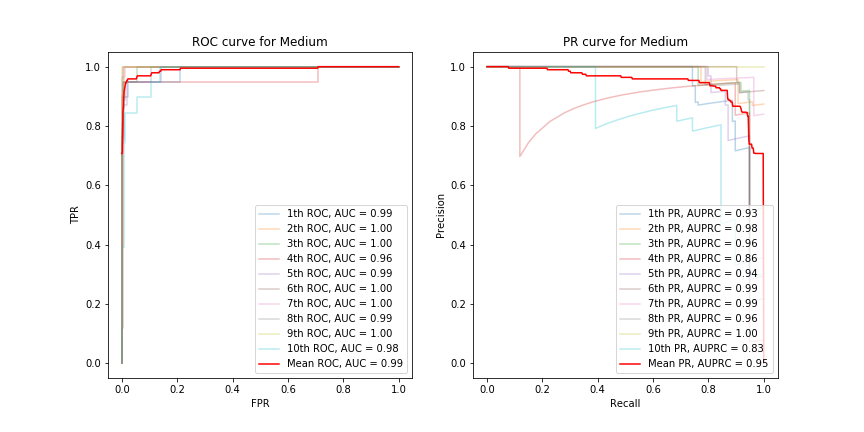 ROC curve for Medium
TPR
1.0
0.8
0.6
0.4
0.2
0.0
1th ROC, AUC = 0.99
2th ROC, AUC = 1.00
3th ROC, AUC = 1.00
4th ROC, AUC = 0.96
5th ROC, AUC = 0.99
6th ROC, AUC = 1.00
7th ROC, AUC = 1.00
8th ROC, AUC = 0.99
9th ROC, AUC = 1.00
10th ROC, AUC = 0.98
Mean ROC, AUC = 0.99
0.0 0.2 0.4 0.6 0.8 1.0
FPR
PR curve for Medium
Precision
1.0
0.8
0.6
0.4
0.2
0.0
1th PR, AUPRC = 0.93
2th PR, AUPRC = 0.98
3th PR, AUPRC = 0.96
4th PR, AUPRC = 0.86
5th PR, AUPRC = 0.94
6th PR, AUPRC = 0.99
7th PR, AUPRC = 0.99
8th PR, AUPRC = 0.96
9th PR, AUPRC = 1.00
10th PR, AUPRC = 0.83
Mean PR, AUPRC = 0.95
0.0 0.2 0.4 0.6 0.8 1.0
Recall